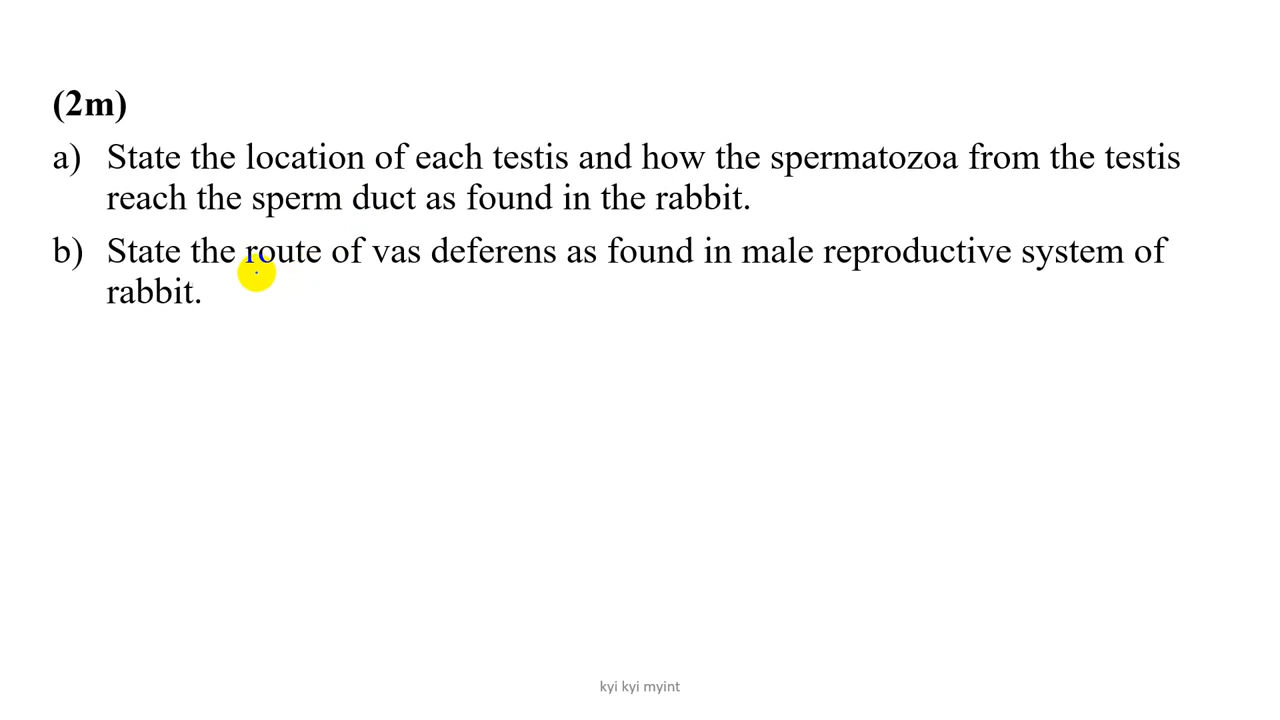 (2m)
a) State the location of each testis and how the spermatozoa from the testis
reach the sperm duct as found in the rabbit.
b) State the route of vas deferens as found in male reproductive system of
rabbit.
kyi kyi myint